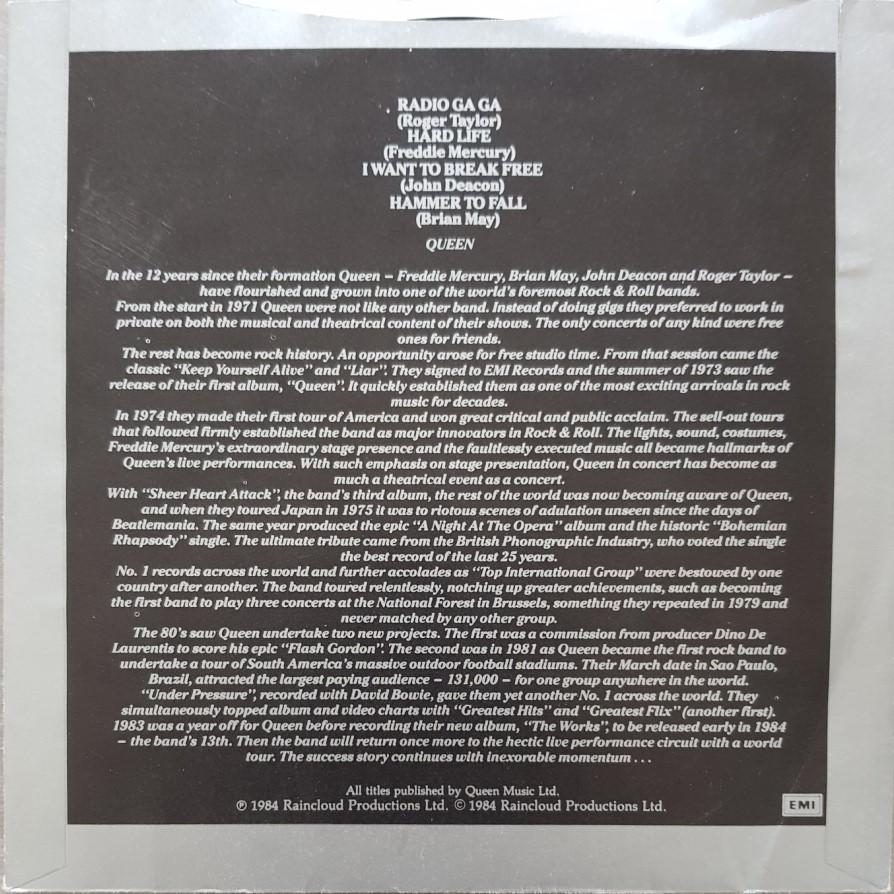 RADIO GA GA
(Roger Taylor)
HARD LIFE
(Freddie Mercury)
I WANT TO BREAK FREE
(John Deacon)
HAMMER TO FALL
(Brian May)
QUEEN
In the 12 years since their formation Queen – Freddie Mercury, Brian May, John Deacon and Roger Taylor –
have flourished and grown into one of the world's foremost Rock & Roll bands.
From the start in 1971 Queen were not like any other band. Instead of doing gigs they preferred to work in
private on both the musical and theatrical content of their shows. The only concerts of any kind were free
ones for friends.
The rest has become rock history. An opportunity arose for free studio time. From that session came the
classic "Keep Yourself Alive" and "Liar". They signed to EMI Records and the summer of 1973 saw the
release of their first album, "Queen". It quickly established them as one of the most exciting arrivals in rock
music for decades.
In 1974 they made their first tour of America and won great critical and public acclaim. The sell-out tours
that followed firmly established the band as major innovators in Rock & Roll. The lights, sound, costumes,
Freddie Mercury's extraordinary stage presence and the faultlessly executed music all became hallmarks of
Queen's live performances. With such emphasis on stage presentation, Queen in concert has become as
much a theatrical event as a concert.
With "Sheer Heart Attack", the band's third album, the rest of the world was now becoming aware of Queen,
and when they toured Japan in 1975 it was to riotous scenes of adulation unseen since the days of
Beatlemania. The same year produced the epic "A Night At The Opera" album and the historic "Bohemian
Rhapsody" single. The ultimate tribute came from the British Phonographic Industry, who voted the single
the best record of the last 25 years.
No. 1 records across the world and further accolades as "Top International Group" were bestowed by one
country after another. The band toured relentlessly, notching up greater achievements, such as becoming
the first band to play three concerts at the National Forest in Brussels, something they repeated in 1979 and
never matched by any other group.
The 80's saw Queen undertake two new projects. The first was a commission from producer Dino De
Laurentis to score his epic "Flash Gordon". The second was in 1981 as Queen became the first rock band to
undertake a tour of South America's massive outdoor football stadiums. Their March date in Sao Paulo,
Brazil, attracted the largest paying audience – 131,000 – for one group anywhere in the world.
"Under Pressure", recorded with David Bowie, gave them yet another No. 1 across the world. They
simultaneously topped album and video charts with "Greatest Hits" and "Greatest Flix" (another first).
1983 was a year off for Queen before recording their new album, "The Works", to be released early in 1984
– the band's 13th. Then the band will return once more to the hectic live performance circuit with a world
tour. The success story continues with inexorable momentum . . .
All titles published by Queen Music Ltd.
℗ 1984 Raincloud Productions Ltd. © 1984 Raincloud Productions Ltd.
EMI